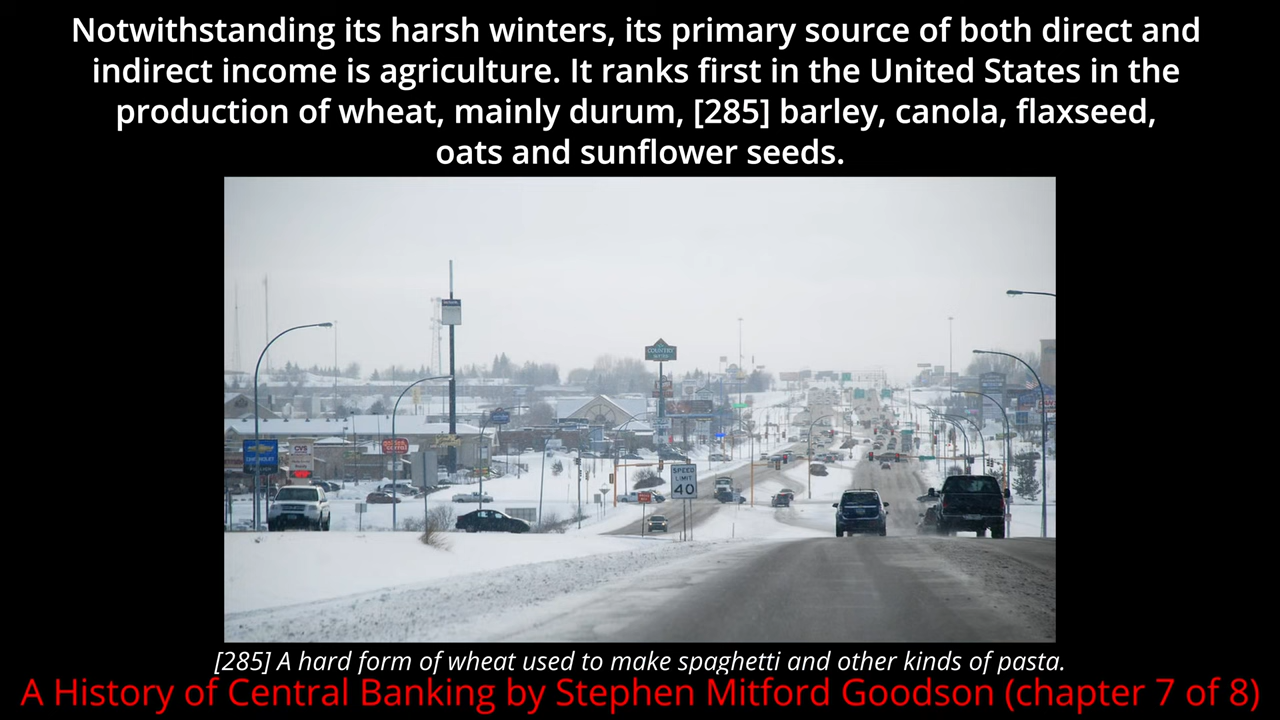 Notwithstanding its harsh winters, its primary source of both direct and
indirect income is agriculture. It ranks first in the United States in the
production of wheat, mainly durum, [285] barley, canola, flaxseed,
oats and sunflower seeds.
COUNTRY
CVS
SPEED
LIMIT
40
[285] A hard form of wheat used to make spaghetti and other kinds of pasta.
A History of Central Banking by Stephen Mitford Goodson (chapter 7 of 8)